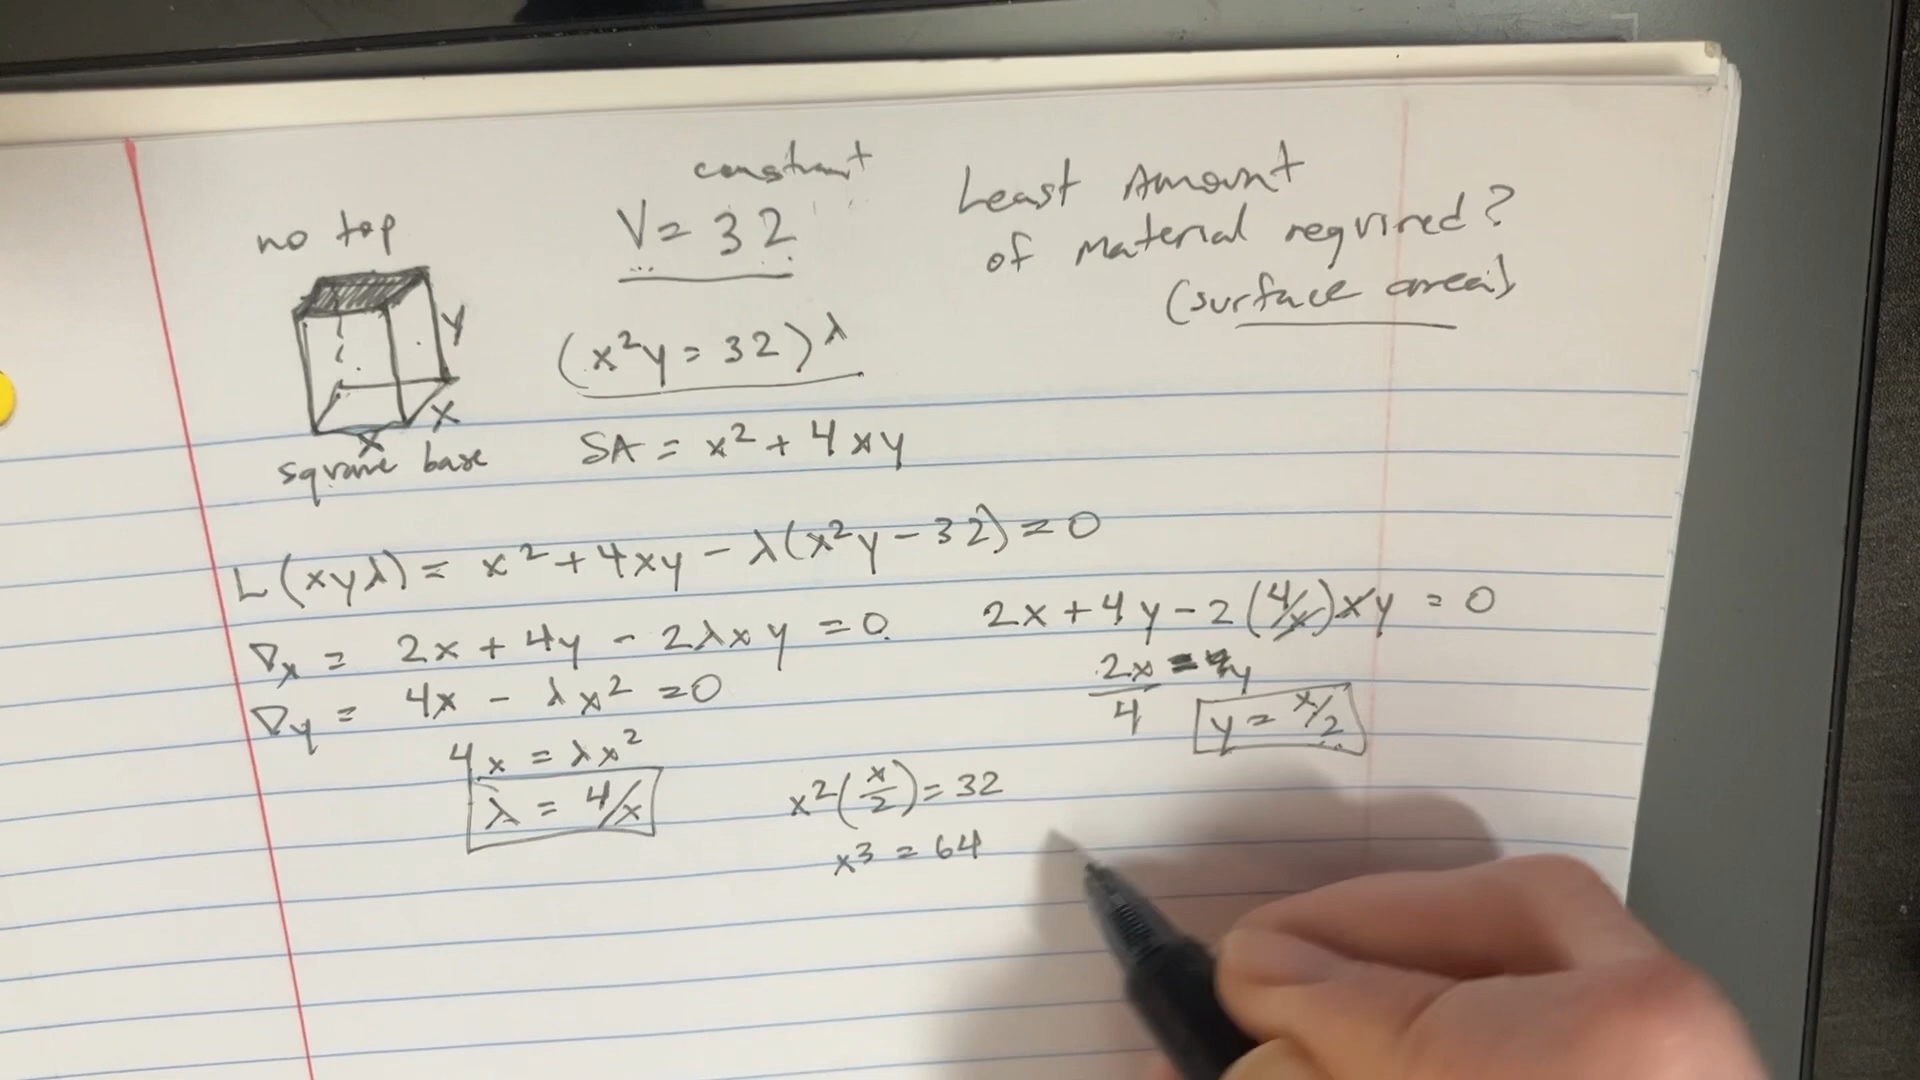 no top
y
x
x
square base
constraint
V = 32
(x²y = 32)λ
SA = x² + 4xy
Least Amount
of material required?
(surface area)
L(xyλ) = x² + 4xy - λ(x²y - 32) = 0
∇x = 2x + 4y - 2λxy = 0
∇y = 4x - λx² = 0
4x = λx²
λ = 4/x
2x + 4y - 2(4/x)xy = 0
2x/4 = 4y
y = x/2
x²(x/2) = 32
x³ = 64